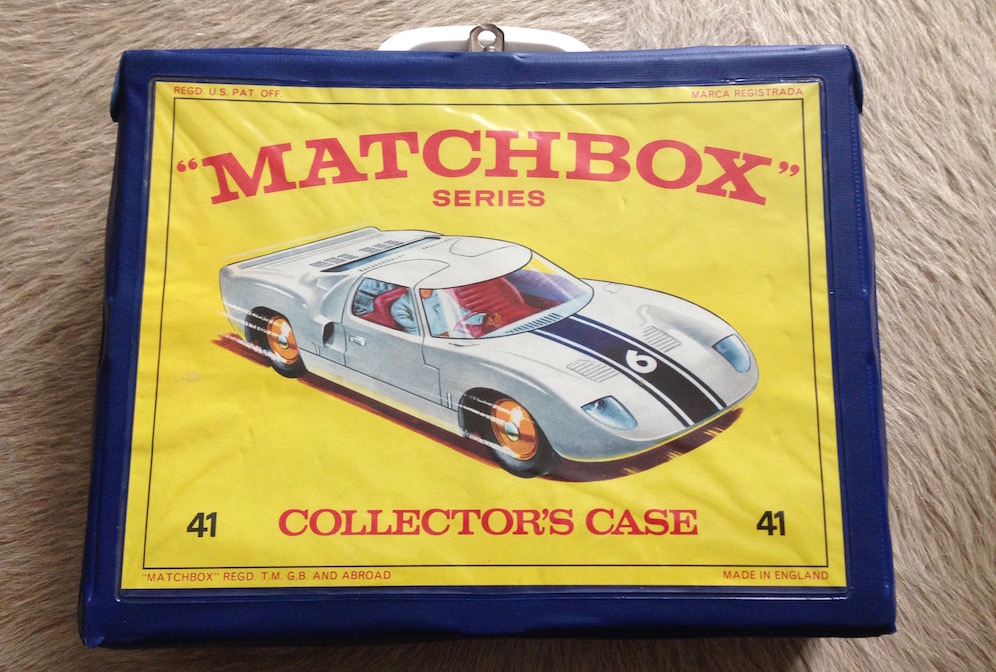 REGD. U.S. PAT. OFF. MARCA REGISTRADA
“MATCHBOX”
SERIES
6
41 COLLECTOR'S CASE 41
"MATCHBOX" REGD. T.M. G.B. AND ABROAD MADE IN ENGLAND